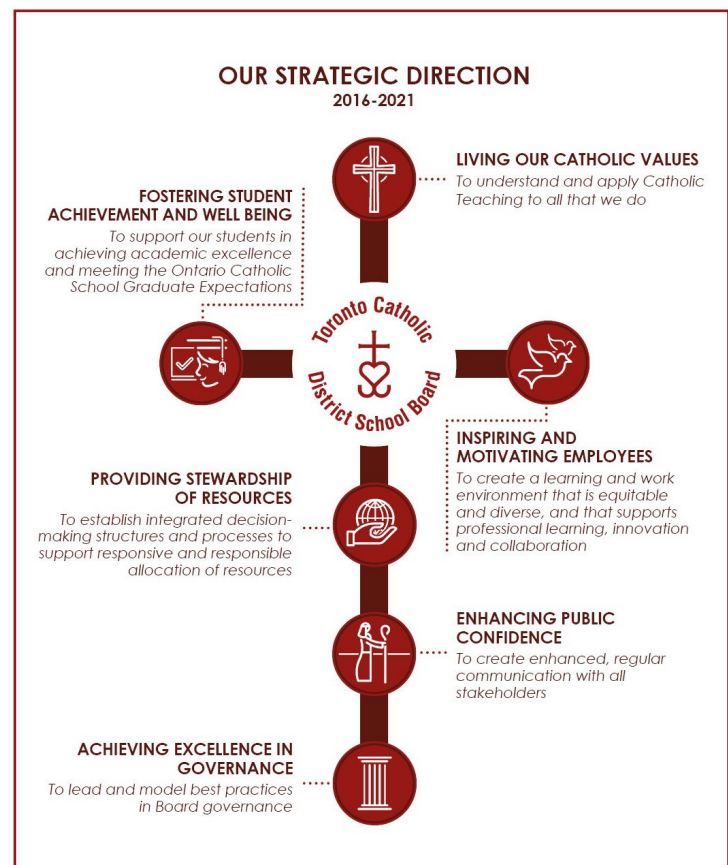 OUR STRATEGIC DIRECTION
2016-2021
LIVING OUR CATHOLIC VALUES
To understand and apply Catholic
Teaching to all that we do
FOSTERING STUDENT
ACHIEVEMENT AND WELL BEING
To support our students in
achieving academic excellence
and meeting the Ontario Catholic
School Graduate Expectations
Toronto Catholic
District School Board
INSPIRING AND
MOTIVATING EMPLOYEES
To create a learning and work
environment that is equitable
and diverse, and that supports
professional learning, innovation
and collaboration
PROVIDING STEWARDSHIP
OF RESOURCES
To establish integrated decision-
making structures and processes to
support responsive and responsible
allocation of resources
ENHANCING PUBLIC
CONFIDENCE
To create enhanced, regular
communication with all
stakeholders
ACHIEVING EXCELLENCE IN
GOVERNANCE
To lead and model best practices
in Board governance